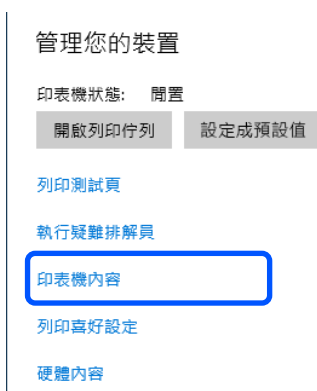 管理您的裝置
印表機狀態: 閒置
開啟列印佇列 設定成預設值
列印測試頁
執行疑難排解員
印表機內容
列印喜好設定
硬體內容